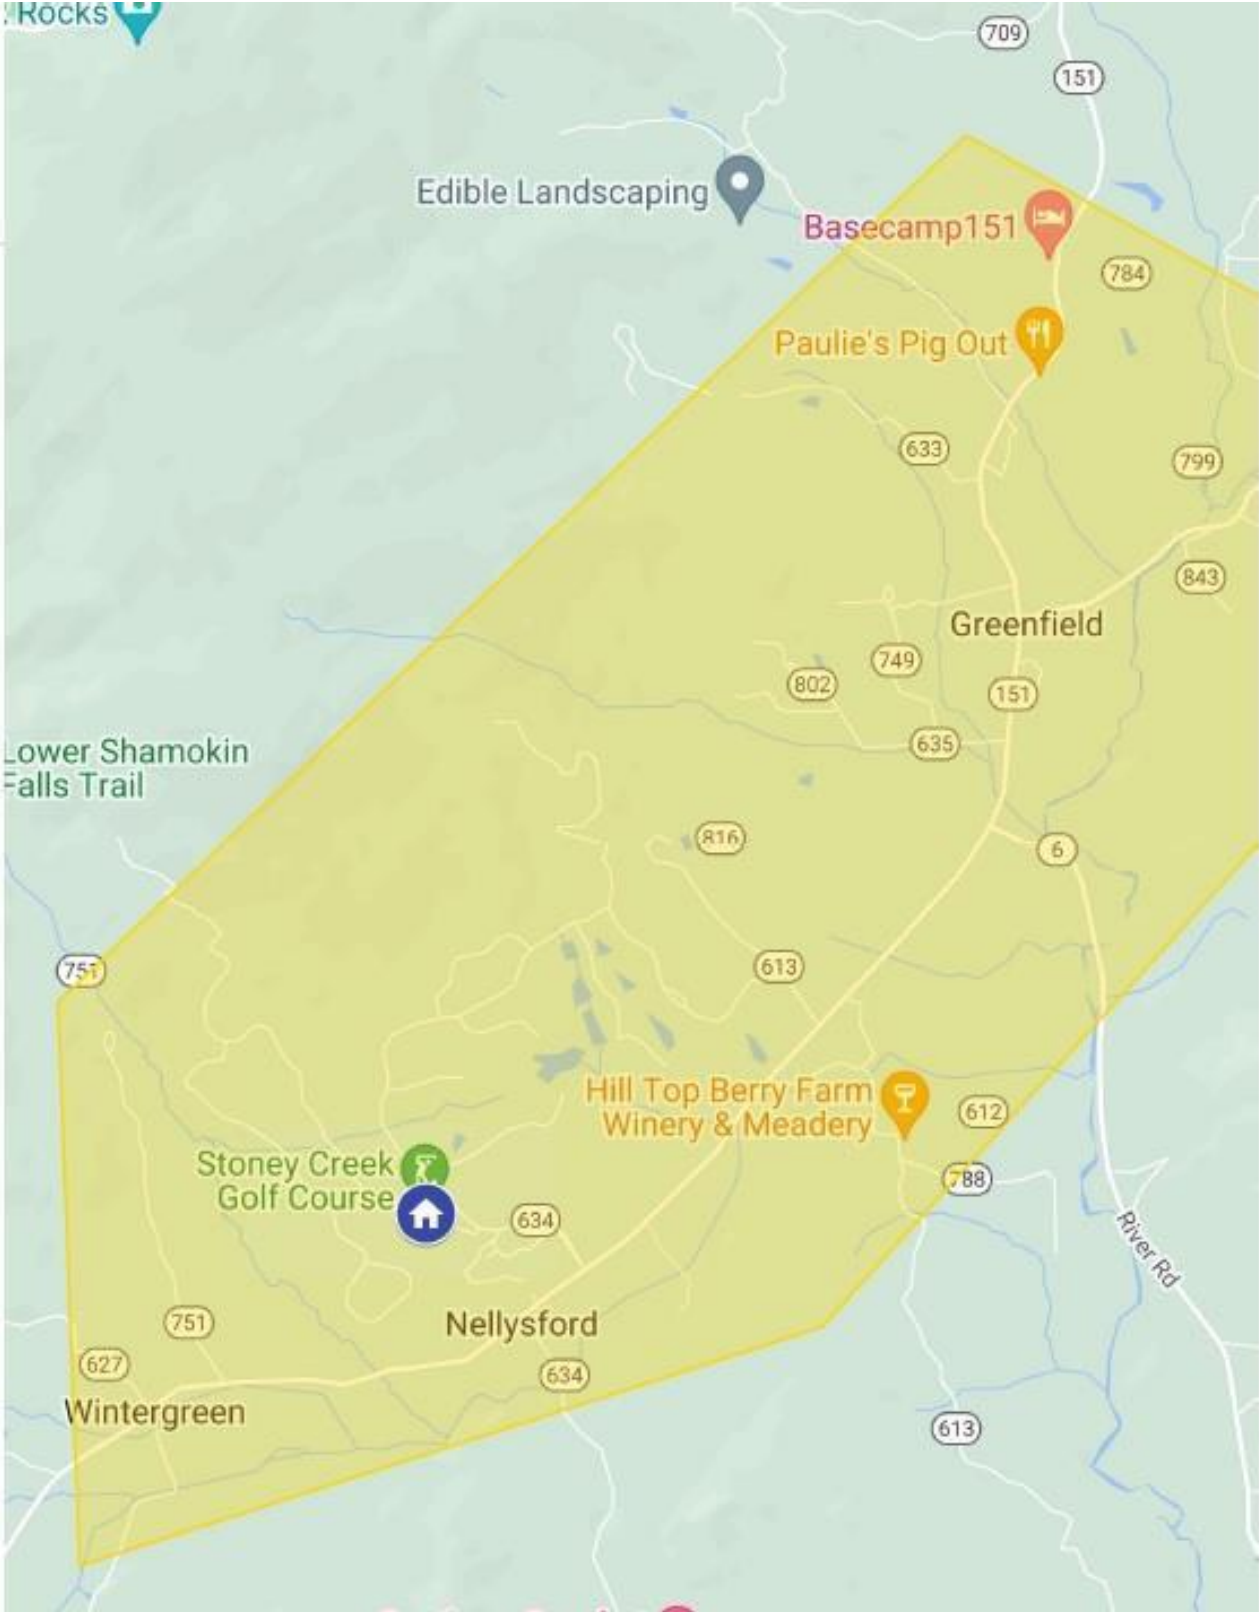 : Rocks
709
151
Edible Landscaping
Basecamp151
784
Paulie's Pig Out
633
799
843
Greenfield
749
802
151
635
Lower Shamokin
Falls Trail
816
6
751
613
Hill Top Berry Farm
Winery & Meadery
612
Stoney Creek
Golf Course
788
634
River Rd
Nellysford
751
627
634
Wintergreen
613